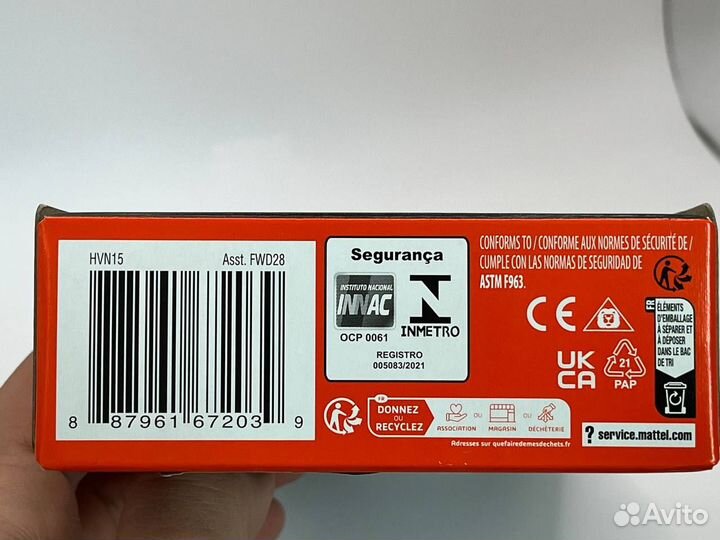 HVN15 Asst. FWD28
8 87961 67203 9
Segurança
INSTITUTO NACIONAL
INNAC
OCP 0061
INMETRO
REGISTRO
005083/2021
CONFORMS TO / CONFORME AUX NORMES DE SÉCURITÉ DE /
CUMPLE CON LAS NORMAS DE SEGURIDAD DE
ASTM F963.
CE
UK
CA
21
PAP
FR
ÉLÉMENTS
D'EMBALLAGE
À SÉPARER ET
À DÉPOSER
DANS LE BAC
DE TRI
FR
DONNEZ
OU
RECYCLEZ
ASSOCIATION OU MAGASIN OU DÉCHÈTERIE
Adresses sur quefairedemesdechets.fr
? service.mattel.com
Avito